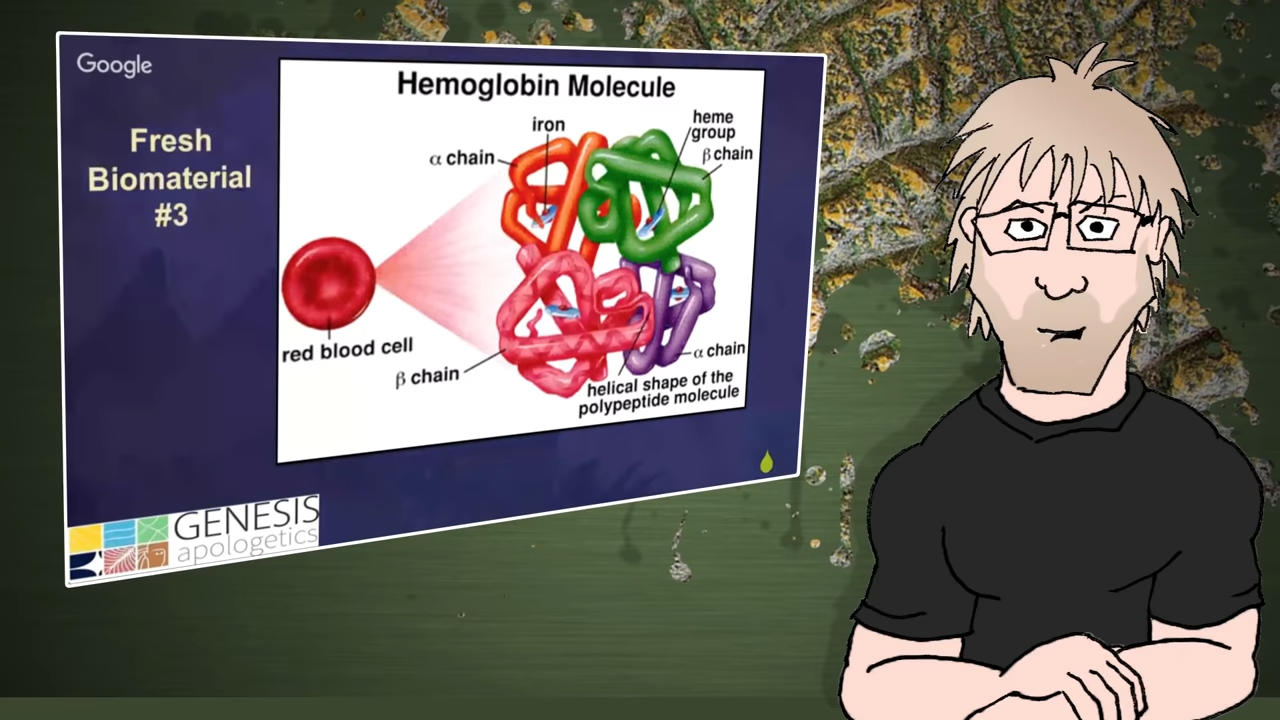 Google
Fresh
Biomaterial
#3
Hemoglobin Molecule
iron
heme
group
α chain
β chain
red blood cell
β chain
α chain
helical shape of the
polypeptide molecule
GENESIS
apologetics